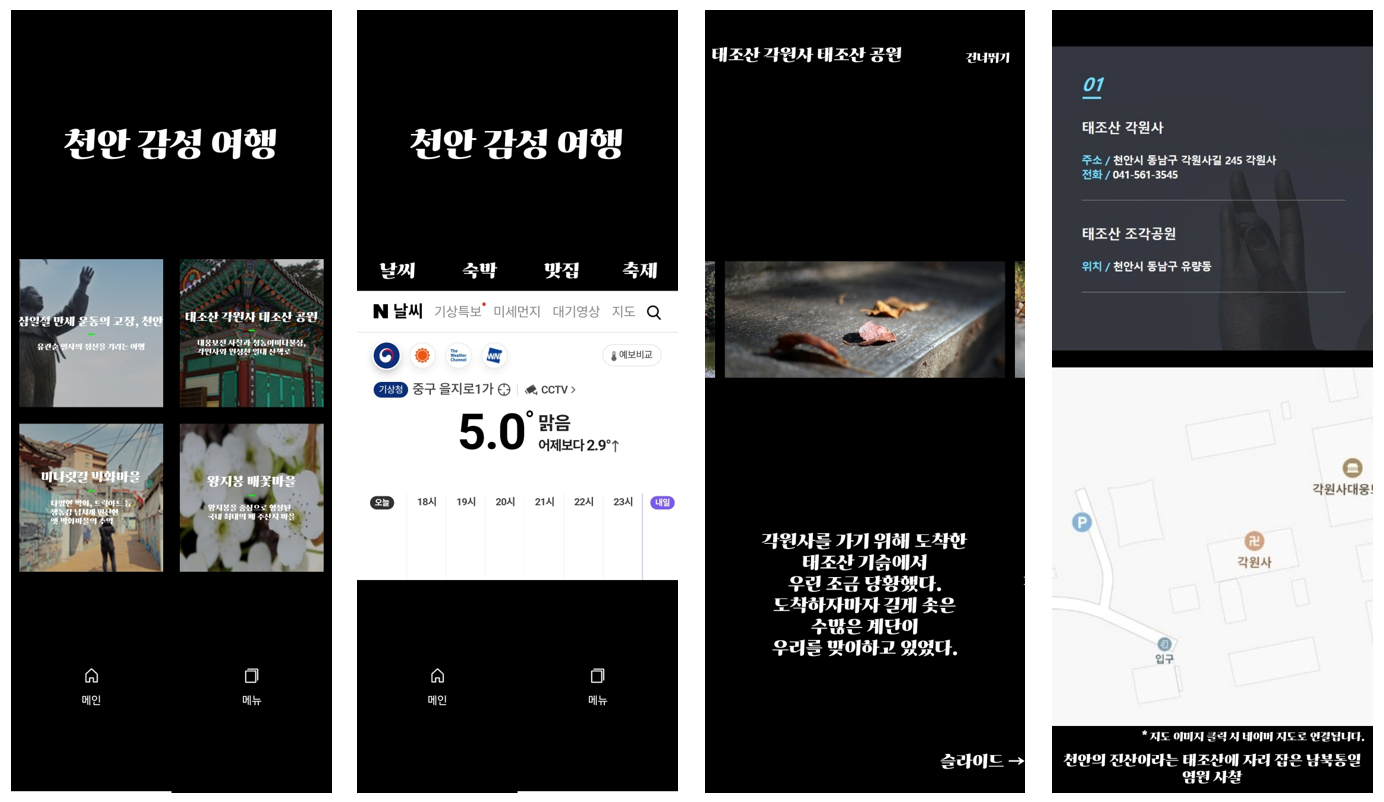 천안 감성 여행
삼일절 만세 운동의 고장, 천안
유관순 열사의 정신을 기리는 여행
태조산 각원사 태조산 공원
대웅보전 사찰과 청동아미타불상,
각원사와 연접한 일대 산책로
미나릿길 벽화마을
다양한 벽화, 트릭아트 등
생동감 넘치게 변신한
옛 벽화마을의 추억
왕지봉 배꽃마을
왕지봉을 중심으로 형성된
국내 최대의 배 주산지 마을
메인
메뉴
천안 감성 여행
날씨 숙박 맛집 축제
N 날씨 기상특보 미세먼지 대기영상 지도
The Weather Channel
WNI
예보비교
기상청 중구 을지로1가 CCTV >
5.0° 맑음
어제보다 2.9°↑
오늘 18시 19시 20시 21시 22시 23시 내일
메인
메뉴
태조산 각원사 태조산 공원 건너뛰기
각원사를 가기 위해 도착한
태조산 기슭에서
우린 조금 당황했다.
도착하자마자 길게 솟은
수많은 계단이
우리를 맞이하고 있었다.
슬라이드 →
01
태조산 각원사
주소 / 천안시 동남구 각원사길 245 각원사
전화 / 041-561-3545
태조산 조각공원
위치 / 천안시 동남구 유량동
각원사대웅보
P
각원사
입구
* 지도 이미지 클릭 시 네이버 지도로 연결됩니다.
천안의 진산이라는 태조산에 자리 잡은 남북통일
염원 사찰